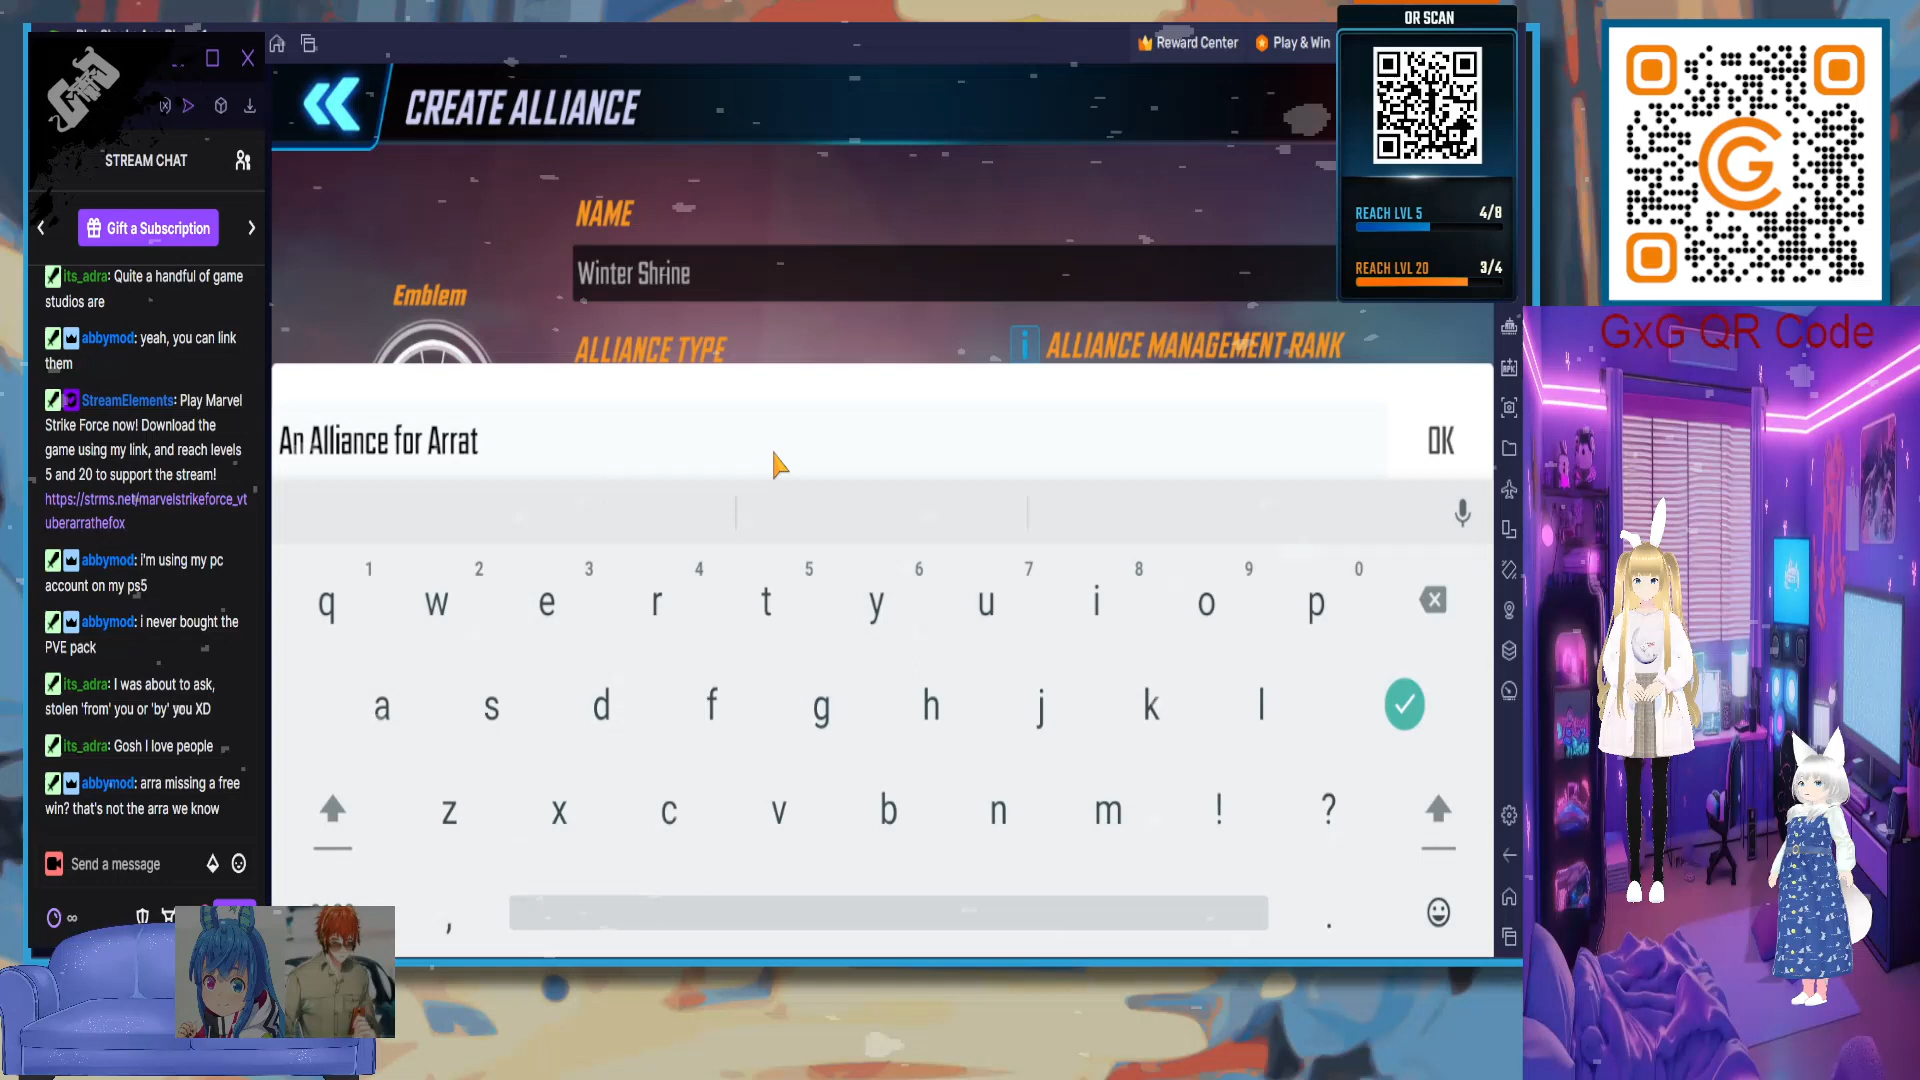 Reward Center
Play & Win
OR SCAN
CREATE ALLIANCE
STREAM CHAT
Gift a Subscription
its_adra: Quite a handful of game
studios are
abbymod: yeah, you can link
them
StreamElements: Play Marvel
Strike Force now! Download the
game using my link, and reach levels
5 and 20 to support the stream!
https://strms.net/marvelstrikeforce_vt
uberarrathefox
abbymod: i'm using my pc
account on my ps5
abbymod: i never bought the
PVE pack
its_adra: I was about to ask,
stolen 'from' you or 'by' you XD
its_adra: Gosh I love people
abbymod: arra missing a free
win? that's not the arra we know
Send a message
∞
NAME
Winter Shrine
Emblem
ALLIANCE TYPE
i ALLIANCE MANAGEMENT RANK
REACH LVL 5 4/8
REACH LVL 20 3/4
GxG QR Code
An Alliance for Arrat
OK
1 2 3 4 5 6 7 8 9 0
q w e r t y u i o p
a s d f g h j k l
z x c v b n m ! ?
, .